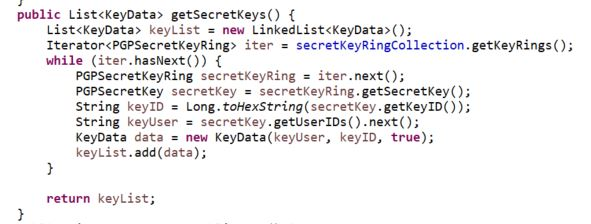 }
public List<KeyData> getSecretKeys() {
List<KeyData> keyList = new LinkedList<KeyData>();
Iterator<PGPSecretKeyRing> iter = secretKeyRingCollection.getKeyRings();
while (iter.hasNext()) {
PGPSecretKeyRing secretKeyRing = iter.next();
PGPSecretKey secretKey = secretKeyRing.getSecretKey();
String keyID = Long.toHexString(secretKey.getKeyID());
String keyUser = secretKey.getUserIDs().next();
KeyData data = new KeyData(keyUser, keyID, true);
keyList.add(data);
}
return keyList;
}